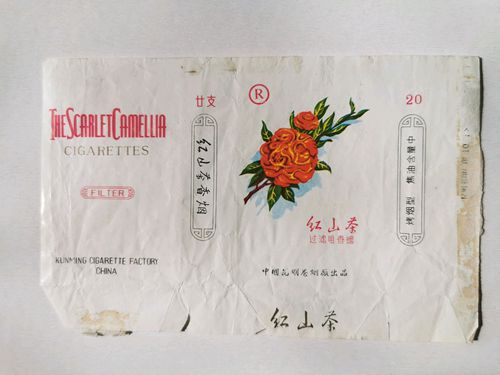 THE SCARLET CAMELLIA
CIGARETTES
FILTER
KUNMING CIGARETTE FACTORY
CHINA
廿支
红山茶香烟
®
红山茶
过滤咀香烟
中国昆明卷烟厂出品
红山茶
20
烤烟型 焦油含量中